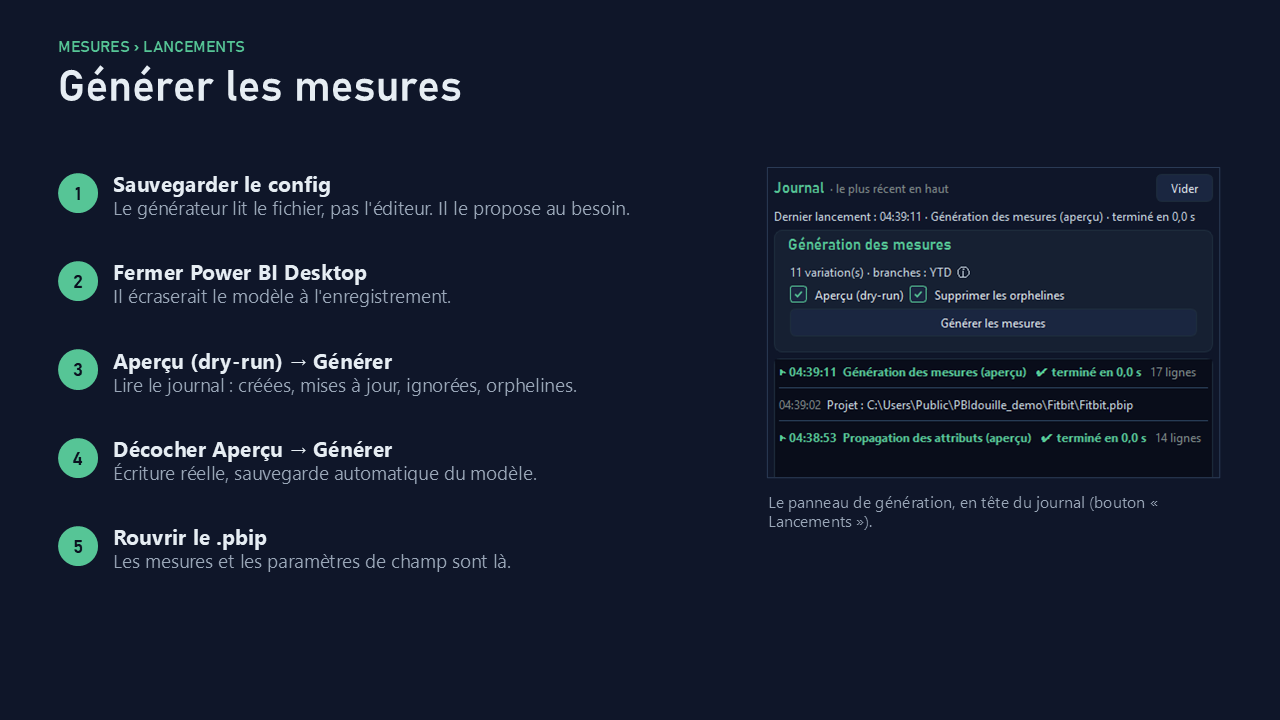 MESURES › LANCEMENTS
Générer les mesures
1
Sauvegarder le config
Le générateur lit le fichier, pas l'éditeur. Il le propose au besoin.
2
Fermer Power BI Desktop
Il écraserait le modèle à l'enregistrement.
3
Aperçu (dry-run) → Générer
Lire le journal : créées, mises à jour, ignorées, orphelines.
4
Décocher Aperçu → Générer
Écriture réelle, sauvegarde automatique du modèle.
5
Rouvrir le .pbip
Les mesures et les paramètres de champ sont là.
Journal · le plus récent en haut
Vider
Dernier lancement : 04:39:11 · Génération des mesures (aperçu) · terminé en 0,0 s
Génération des mesures
11 variation(s) · branches : YTD ⓘ
Aperçu (dry-run) Supprimer les orphelines
Générer les mesures
▸ 04:39:11 Génération des mesures (aperçu) ✔ terminé en 0,0 s 17 lignes
04:39:02 Projet : C:\Users\Public\PBIdouille_demo\Fitbit\Fitbit.pbip
▸ 04:38:53 Propagation des attributs (aperçu) ✔ terminé en 0,0 s 14 lignes
Le panneau de génération, en tête du journal (bouton «
Lancements »).